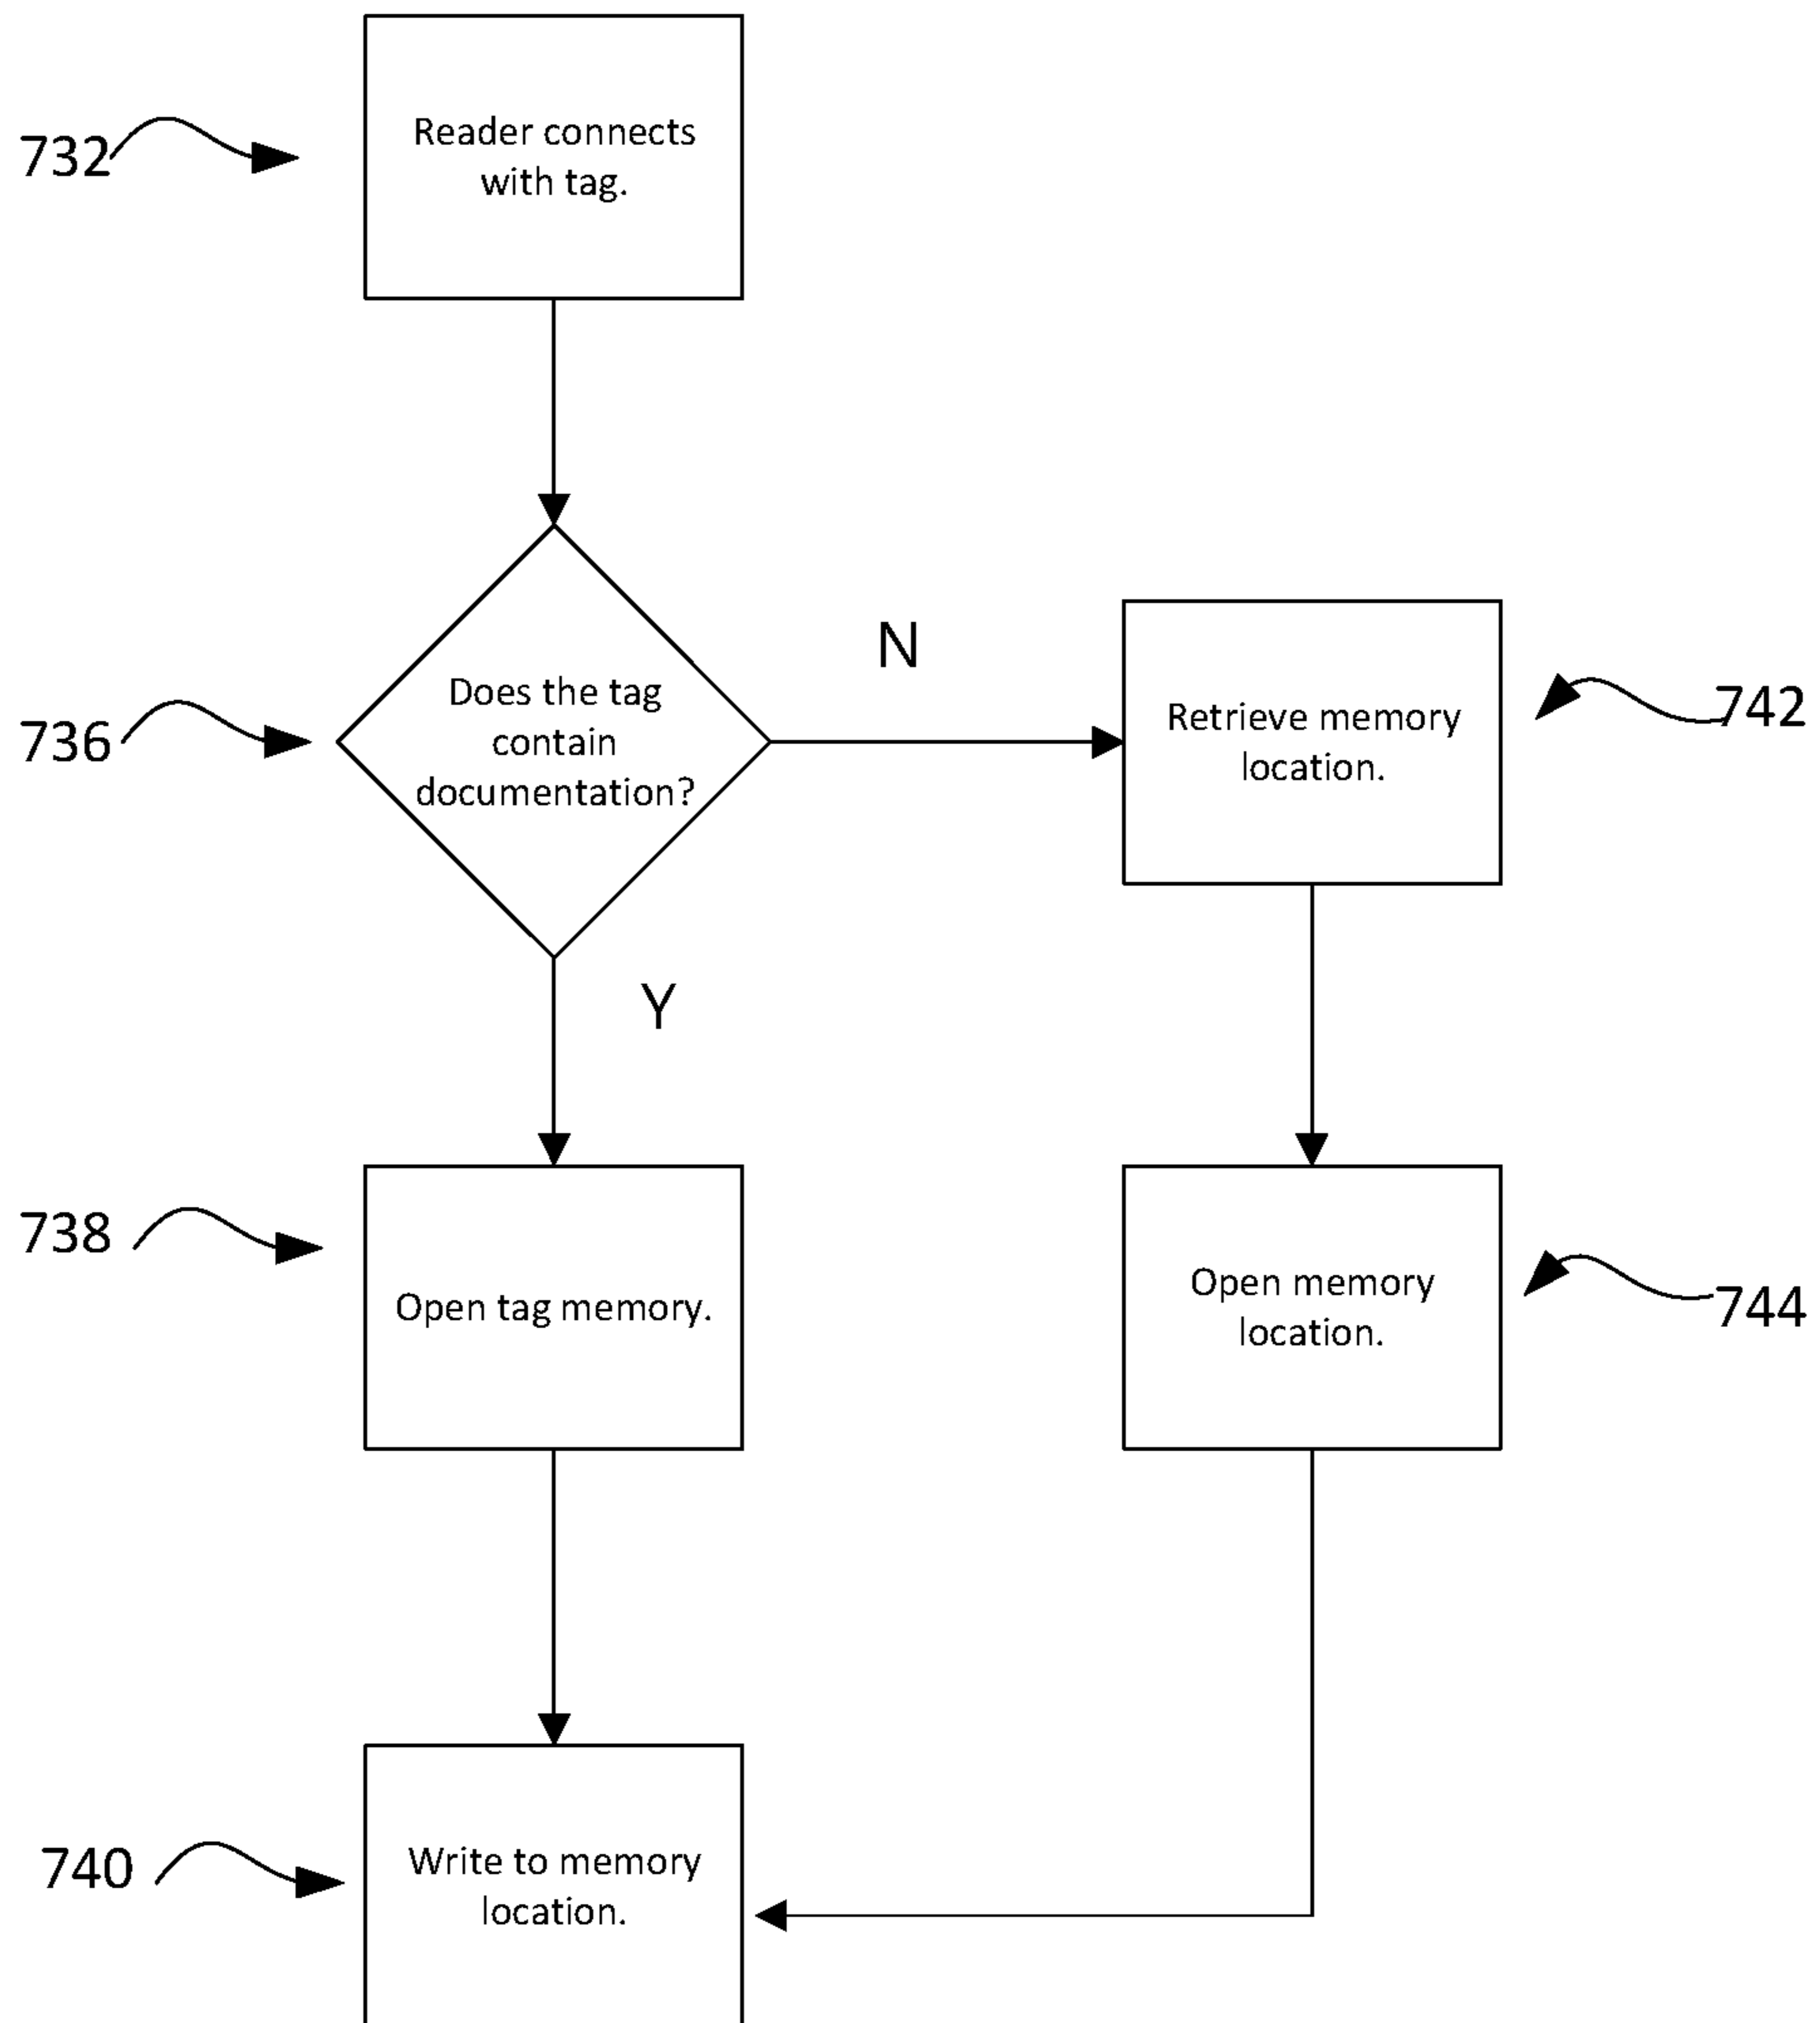 732
Reader connects
with tag.
736
Does the tag
contain
documentation?
N
Retrieve memory
location.
742
Y
738
Open tag memory.
Open memory
location.
744
740
Write to memory
location.